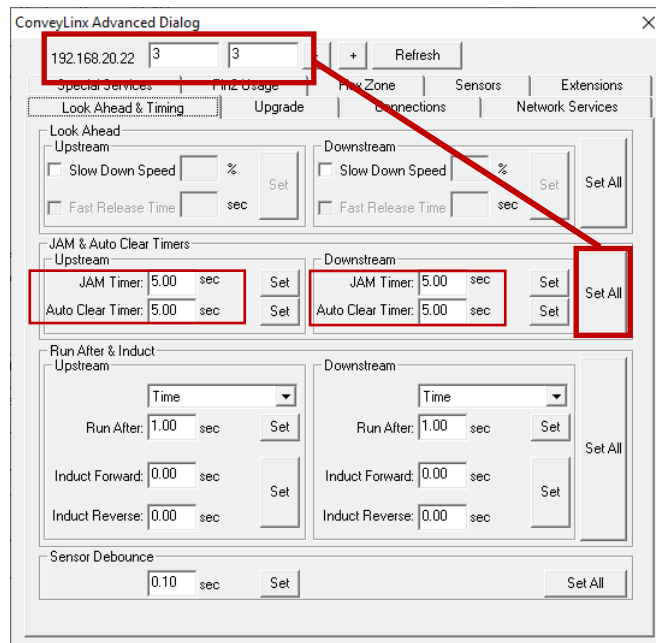 ConveyLinx Advanced Dialog
192.168.20.22 3 3 - + Refresh
Special Services Pin2 Usage Flex Zone Sensors Extensions
Look Ahead & Timing Upgrade Connections Network Services
Look Ahead
Upstream Downstream
Slow Down Speed % Set Slow Down Speed % Set Set All
Fast Release Time sec Fast Release Time sec
JAM & Auto Clear Timers
Upstream Downstream
JAM Timer: 5.00 sec Set JAM Timer: 5.00 sec Set Set All
Auto Clear Timer: 5.00 sec Set Auto Clear Timer: 5.00 sec Set
Run After & Induct
Upstream Downstream
Time Time
Run After: 1.00 sec Set Run After: 1.00 sec Set Set All
Induct Forward: 0.00 sec Set Induct Forward: 0.00 sec Set
Induct Reverse: 0.00 sec Induct Reverse: 0.00 sec
Sensor Debounce
0.10 sec Set Set All